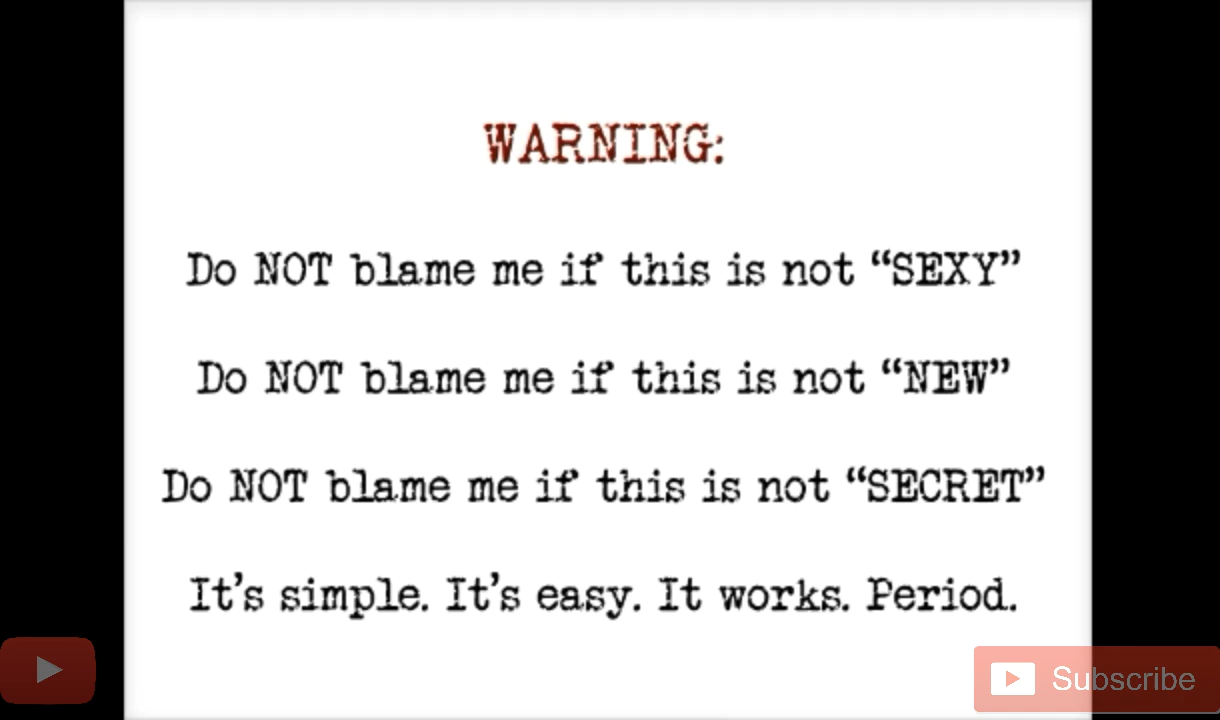 WARNING:
Do NOT blame me if this is not “SEXY”
Do NOT blame me if this is not “NEW”
Do NOT blame me if this is not “SECRET”
It’s simple. It’s easy. It works. Period.
Subscribe